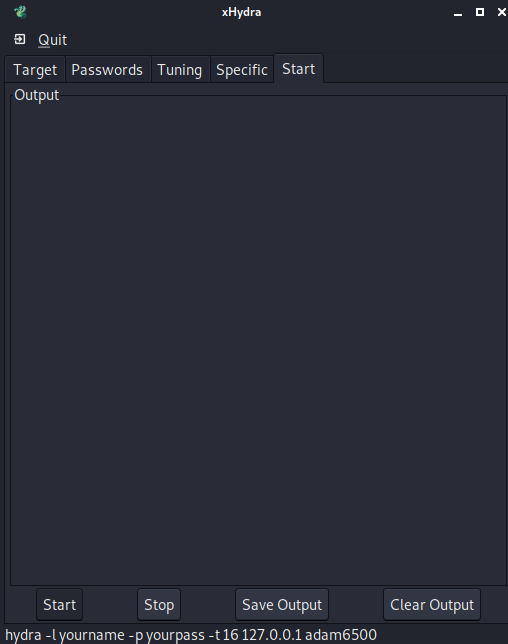 xHydra
Quit
Target Passwords Tuning Specific Start
Output
Start Stop Save Output Clear Output
hydra -l yourname -p yourpass -t 16 127.0.0.1 adam6500